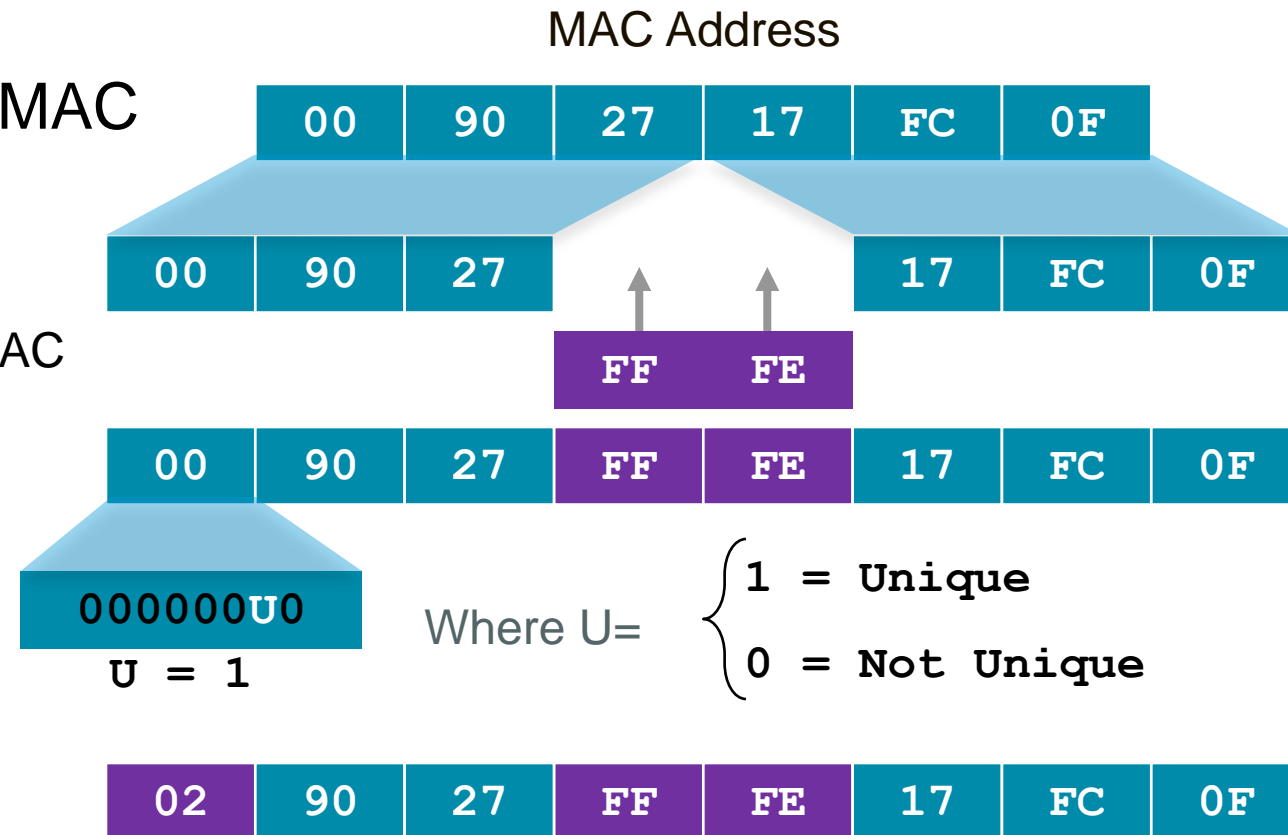 MAC Address
MAC
00 90 27 17 FC 0F
00 90 27 17 FC 0F
AC
FF FE
00 90 27 FF FE 17 FC 0F
000000U0
U = 1
Where U=
1 = Unique
0 = Not Unique
02 90 27 FF FE 17 FC 0F